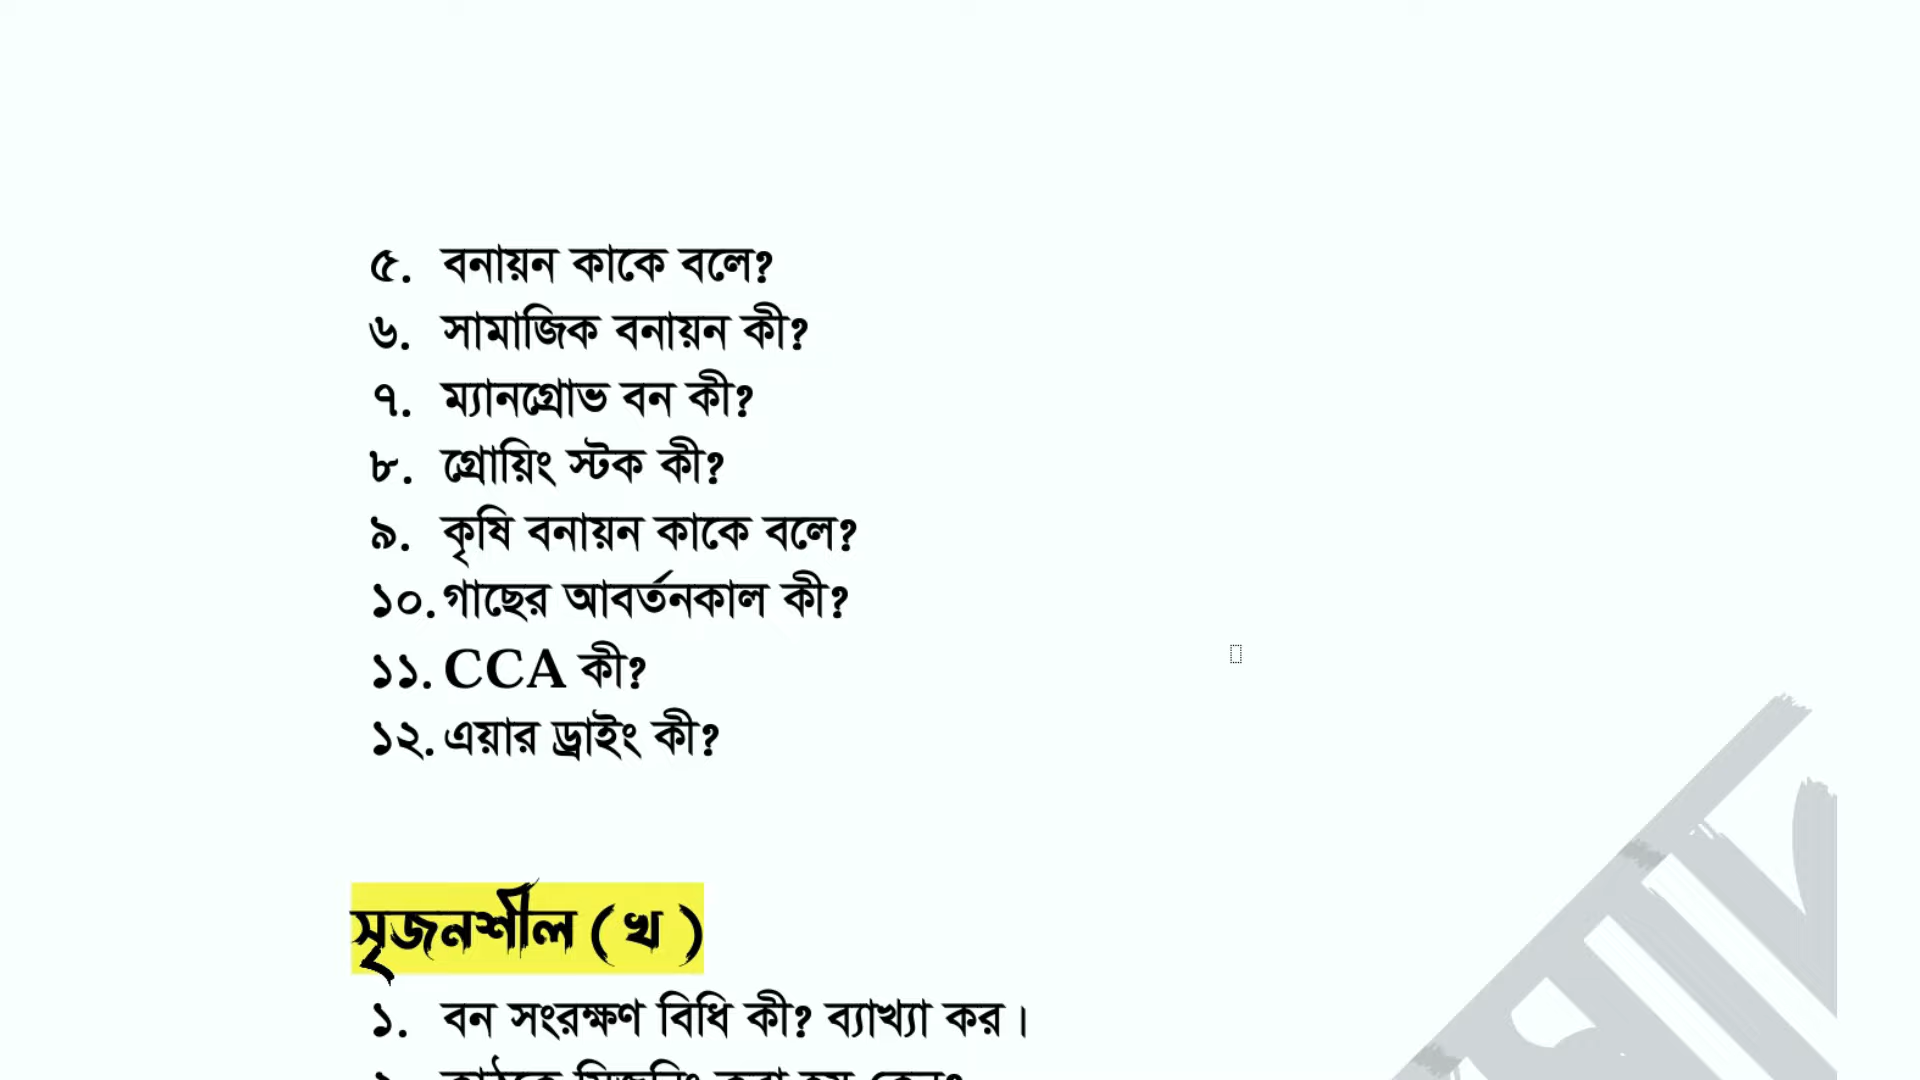 ৫. বনায়ন কাকে বলে?
৬. সামাজিক বনায়ন কী?
৭. ম্যানগ্রোভ বন কী?
৮. গ্রোয়িং স্টক কী?
৯. কৃষি বনায়ন কাকে বলে?
১০. গাছের আবর্তনকাল কী?
১১. CCA কী?
১২. এয়ার ড্রাইং কী?
সৃজনশীল ( খ )
১. বন সংরক্ষণ বিধি কী? ব্যাখ্যা কর।